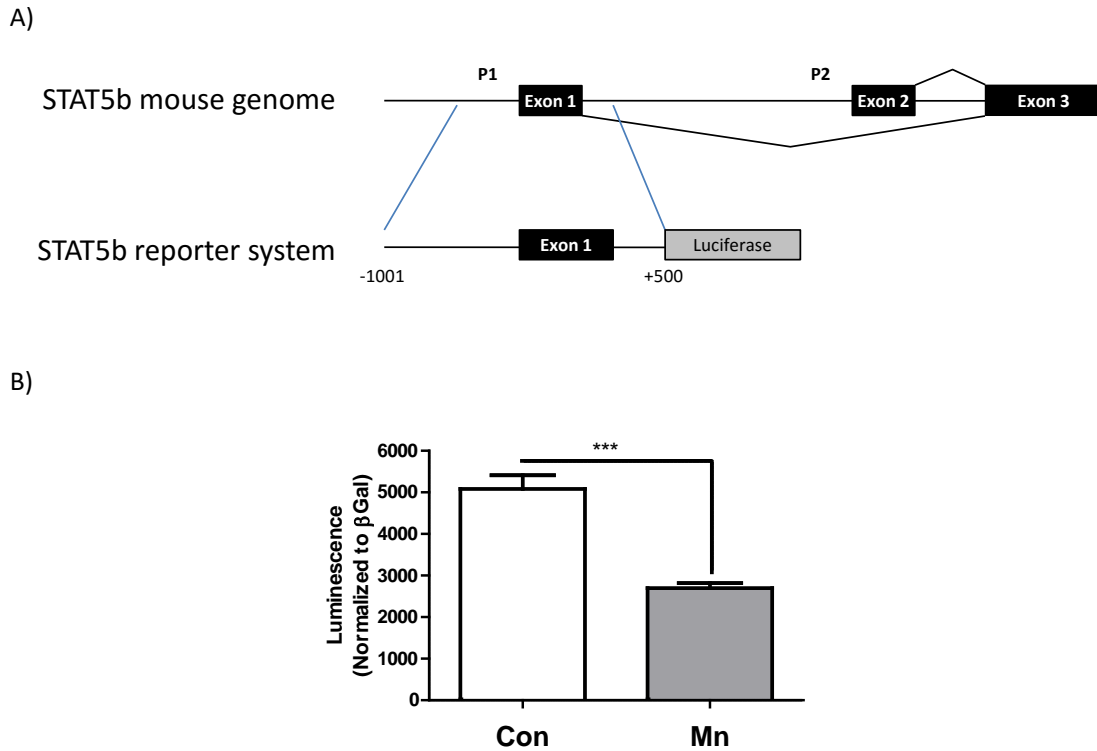 A)
P1
P2
STAT5b mouse genome
Exon 1
Exon 2
Exon 3
STAT5b reporter system
Exon 1
Luciferase
-1001
+500
B)
Luminescence
(Normalized to βGal)
6000
5000
4000
3000
2000
1000
0
***
Con
Mn